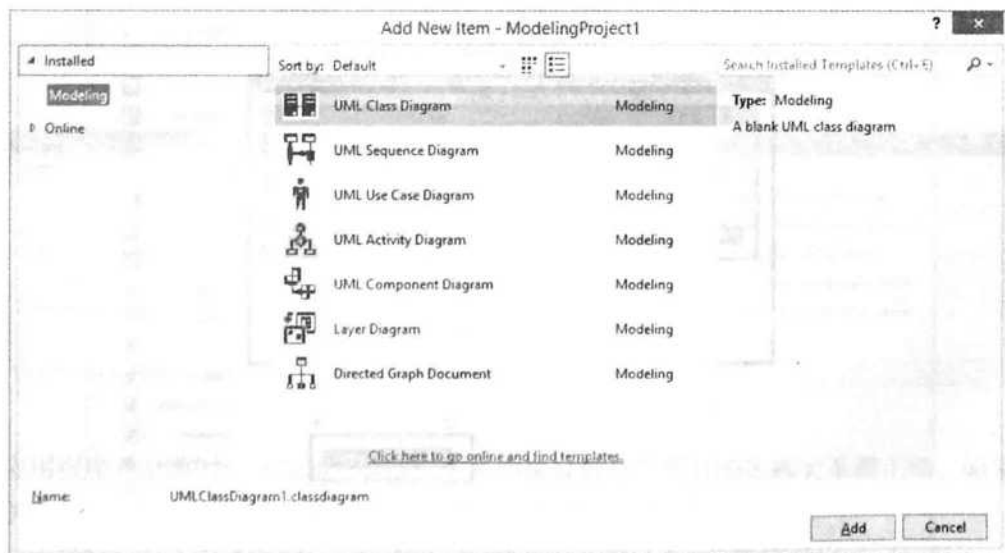 Add New Item - ModelingProject1
?
Installed
Sort by: Default
Search Installed Templates (Ctrl+E)
Modeling
Online
UML Class Diagram Modeling
UML Sequence Diagram Modeling
UML Use Case Diagram Modeling
UML Activity Diagram Modeling
UML Component Diagram Modeling
Layer Diagram Modeling
Directed Graph Document Modeling
Type: Modeling
A blank UML class diagram
Click here to go online and find templates.
Name: UMLClassDiagram1.classdiagram
Add Cancel